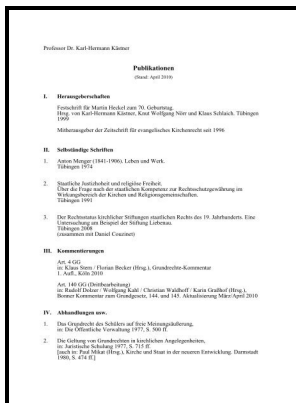 Professor Dr. Karl-Hermann Kästner
Publikationen
(Stand: April 2010)
I. Herausgeberschaften
Festschrift für Martin Heckel zum 70. Geburtstag.
Hrsg. von Karl-Hermann Kästner, Knut Wolfgang Nörr und Klaus Schlaich. Tübingen
1999
Mitherausgeber der Zeitschrift für evangelisches Kirchenrecht seit 1996
II. Selbständige Schriften
1. Anton Menger (1841-1906). Leben und Werk.
Tübingen 1974
2. Staatliche Justizhoheit und religiöse Freiheit.
Über die Frage nach der staatlichen Kompetenz zur Rechtsschutzgewährung im
Wirkungsbereich der Kirchen und Religionsgemeinschaften.
Tübingen 1991
3. Der Rechtsstatus kirchlicher Stiftungen staatlichen Rechts des 19. Jahrhunderts. Eine
Untersuchung am Beispiel der Stiftung Liebenau.
Tübingen 2008
(zusammen mit Daniel Couzinet)
III. Kommentierungen
Art. 4 GG
in: Klaus Stern / Florian Becker (Hrsg.), Grundrechte-Kommentar
1. Aufl., Köln 2010
Art. 140 GG (Drittbearbeitung)
in: Rudolf Dolzer / Wolfgang Kahl / Christian Waldhoff / Karin Graßhof (Hrsg.),
Bonner Kommentar zum Grundgesetz, 144. und 145. Aktualisierung März/April 2010
IV. Abhandlungen usw.
1. Das Grundrecht des Schülers auf freie Meinungsäußerung,
in: Die Öffentliche Verwaltung 1977, S. 500 ff.
2. Die Geltung von Grundrechten in kirchlichen Angelegenheiten,
in: Juristische Schulung 1977, S. 715 ff.
[auch in: Paul Mikat (Hrsg.), Kirche und Staat in der neueren Entwicklung. Darmstadt
1980, S. 474 ff.]